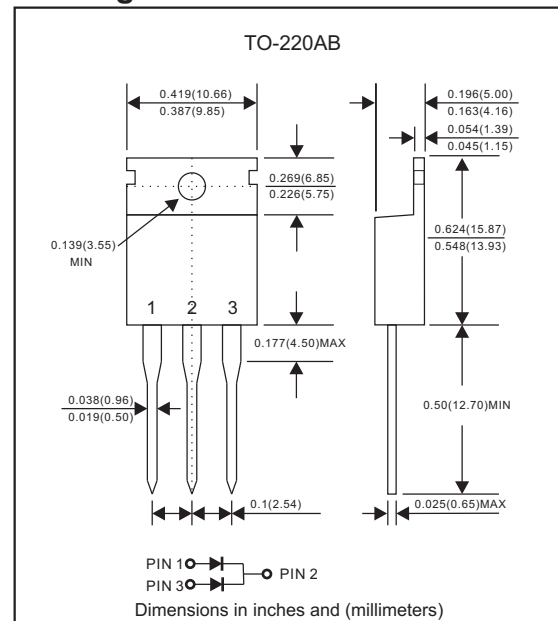 TO-220AB
0.419(10.66)
0.387(9.85)
0.196(5.00)
0.163(4.16)
0.054(1.39)
0.045(1.15)
0.269(6.85)
0.226(5.75)
0.624(15.87)
0.548(13.93)
0.139(3.55)
MIN
1 2 3
0.177(4.50)MAX
0.038(0.96)
0.019(0.50)
0.50(12.70)MIN
0.1(2.54)
0.025(0.65)MAX
PIN 1
PIN 3
PIN 2
Dimensions in inches and (millimeters)